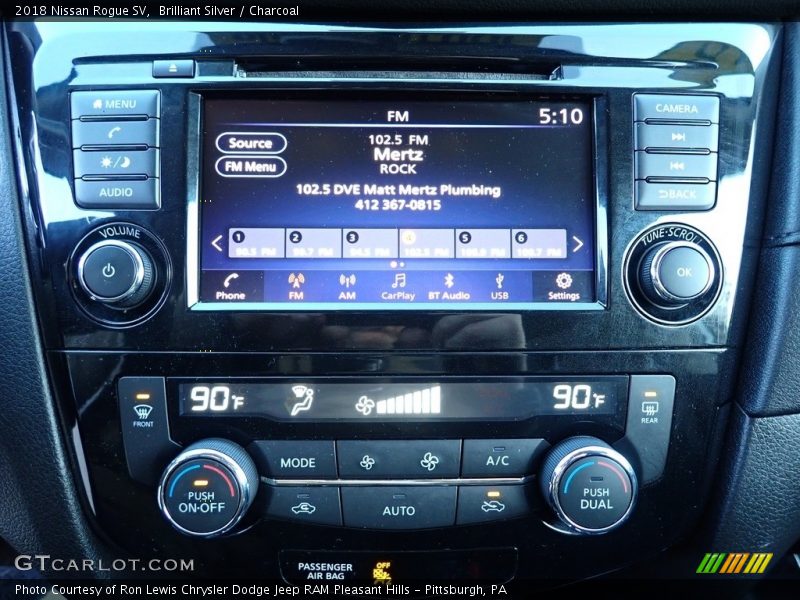 2018 Nissan Rogue SV,  Brilliant Silver / Charcoal
MENU
AUDIO
VOLUME
FM
5:10
Source
FM Menu
102.5 FM
Mertz
ROCK
102.5 DVE Matt Mertz Plumbing
412 367-0815
1 2 3 4 5 6
Phone FM AM CarPlay BT Audio USB Settings
CAMERA
BACK
TUNE·SCROLL
OK
90°F
90°F
FRONT
REAR
MODE
A/C
PUSH
ON·OFF
AUTO
PUSH
DUAL
PASSENGER
AIR BAG
OFF
GTCARLOT.COM
Photo Courtesy of Ron Lewis Chrysler Dodge Jeep RAM Pleasant Hills – Pittsburgh, PA